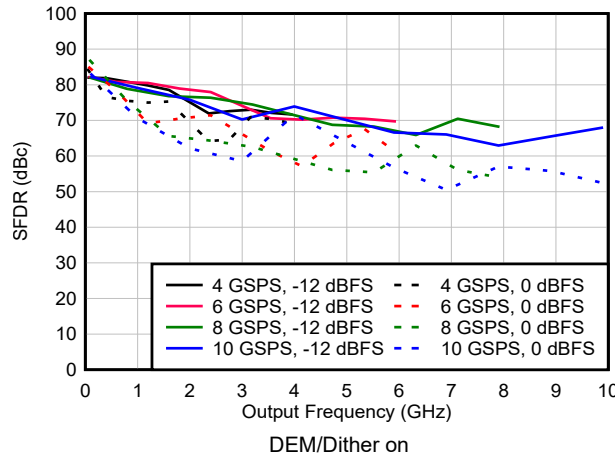 100
90
80
70
60
50
40
30
20
10
0
SFDR (dBc)
4 GSPS, -12 dBFS
6 GSPS, -12 dBFS
8 GSPS, -12 dBFS
10 GSPS, -12 dBFS
4 GSPS, 0 dBFS
6 GSPS, 0 dBFS
8 GSPS, 0 dBFS
10 GSPS, 0 dBFS
0 1 2 3 4 5 6 7 8 9 10
Output Frequency (GHz)
DEM/Dither on